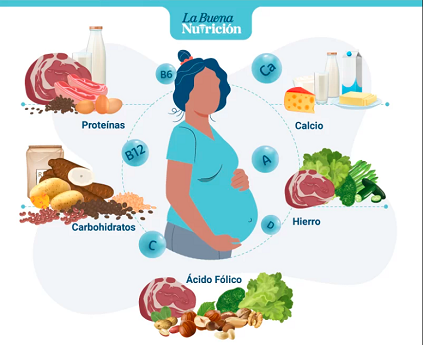 La Buena
Nutrición
B6
Ca
Proteínas
Calcio
B12
A
Carbohidratos
Hierro
C
D
Ácido Fólico